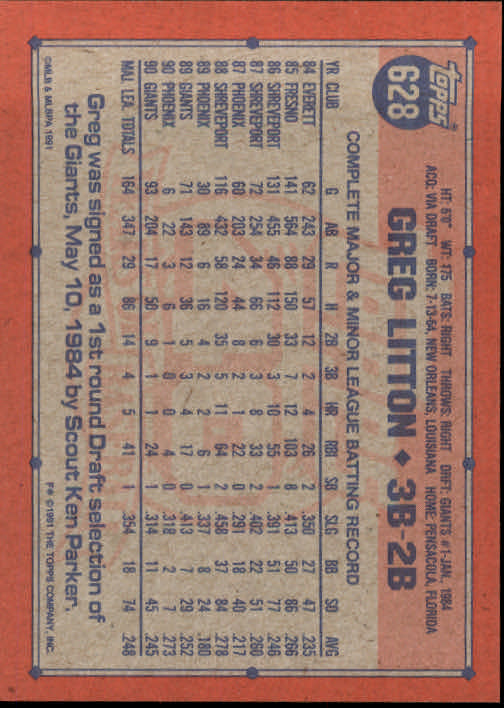 TOPPS®
628
HT: 6'0" WT: 175 BATS: RIGHT THROWS: RIGHT DRFT: GIANTS #1-JAN., 1984
ACQ: VIA DRAFT BORN: 7-13-64, NEW ORLEANS, LOUISIANA HOME: PENSACOLA, FLORIDA
GREG LITTON ◆ 3B-2B
COMPLETE MAJOR & MINOR LEAGUE BATTING RECORD
YR CLUB G AB R H 2B 3B HR RBI SB SLG BB SO AVG
84 EVERETT 62 243 29 57 12 2 4 26 2 .350 27 47 .235
85 FRESNO 141 564 88 150 33 7 12 103 8 .413 50 86 .266
86 SHREVEPORT 131 455 46 112 30 3 10 55 1 .391 51 77 .246
87 SHREVEPORT 72 254 34 66 6 3 8 33 2 .402 22 51 .260
87 PHOENIX 60 203 24 44 8 2 1 22 0 .291 18 40 .217
88 SHREVEPORT 116 432 58 120 35 5 11 64 2 .458 37 84 .278
89 PHOENIX 30 89 16 4 2 2 6 1 .337 8 24 .180
89 GIANTS 71 143 12 36 5 3 4 17 0 .413 7 29 .252
90 PHOENIX 6 22 3 6 1 0 0 4 0 .318 2 7 .273
90 GIANTS 93 204 17 50 9 1 1 24 1 .314 11 45 .245
MAJ. LEA. TOTALS 164 347 29 86 14 4 5 41 1 .354 18 74 .248
Greg was signed as a 1st round Draft selection of
the Giants, May 10, 1984 by Scout Ken Parker.
©MLB & MLBPA 1991 F* ©1991 THE TOPPS COMPANY, INC.